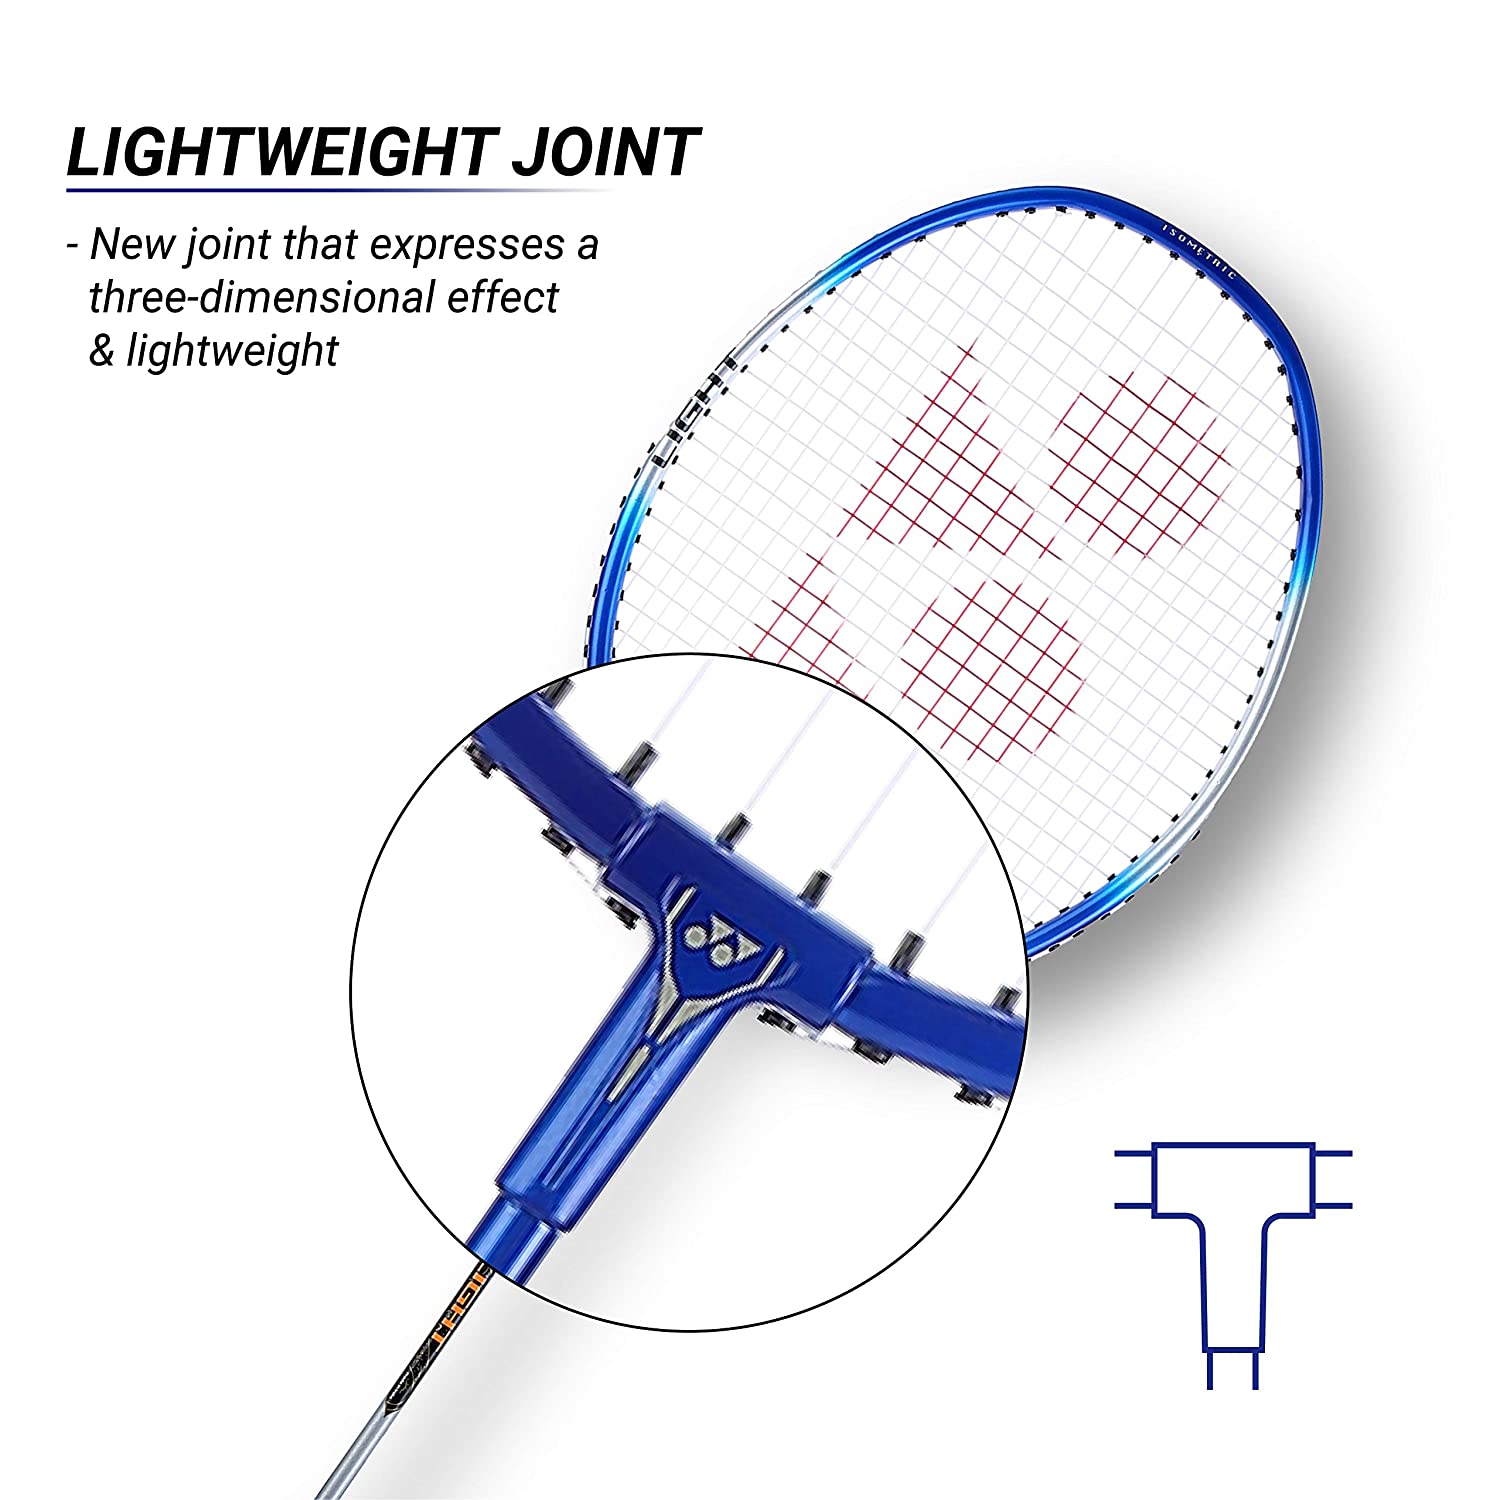 LIGHTWEIGHT JOINT
- New joint that expresses a
three-dimensional effect
& lightweight
ISOMETRIC